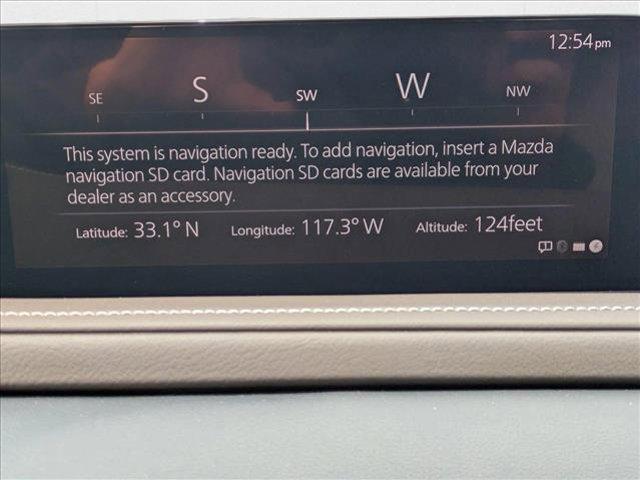 12:54pm
SE S SW W NW
This system is navigation ready. To add navigation, insert a Mazda
navigation SD card. Navigation SD cards are available from your
dealer as an accessory.
Latitude: 33.1° N Longitude: 117.3° W Altitude: 124feet